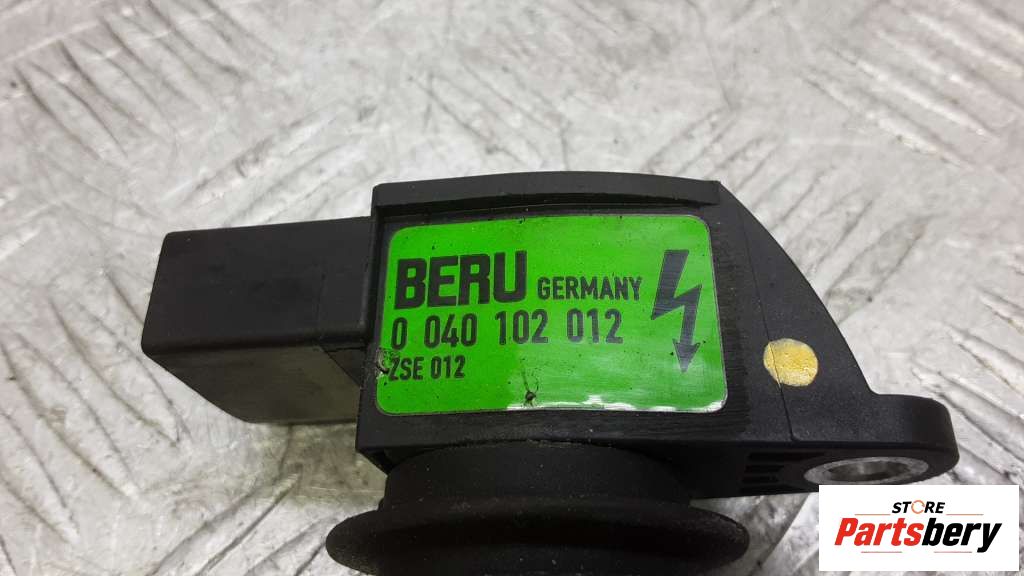 BERU GERMANY
0 040 102 012
ZSE 012
STORE
Partsbery